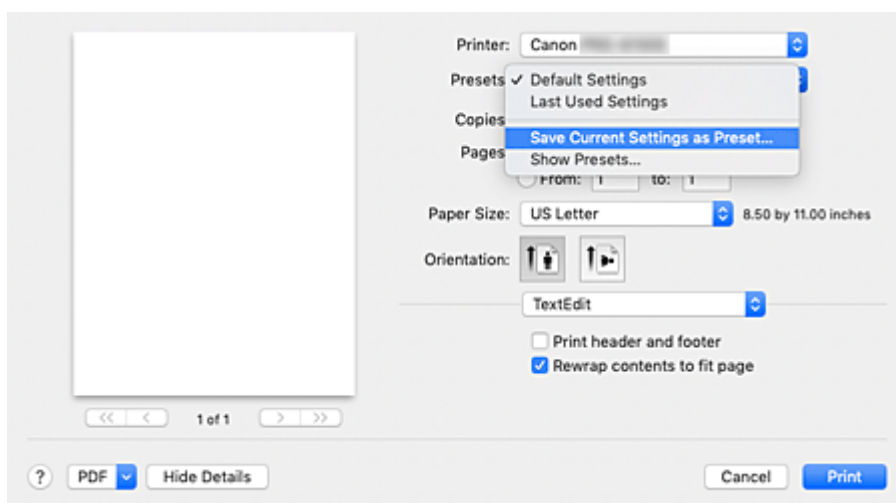 Printer: Canon
Presets ✓ Default Settings
Last Used Settings
Copies
Save Current Settings as Preset...
Pages
Show Presets...
From: 1 to: 1
Paper Size: US Letter 8.50 by 11.00 inches
Orientation:
TextEdit
Print header and footer
Rewrap contents to fit page
<< < 1 of 1 > >>
? PDF Hide Details Cancel Print